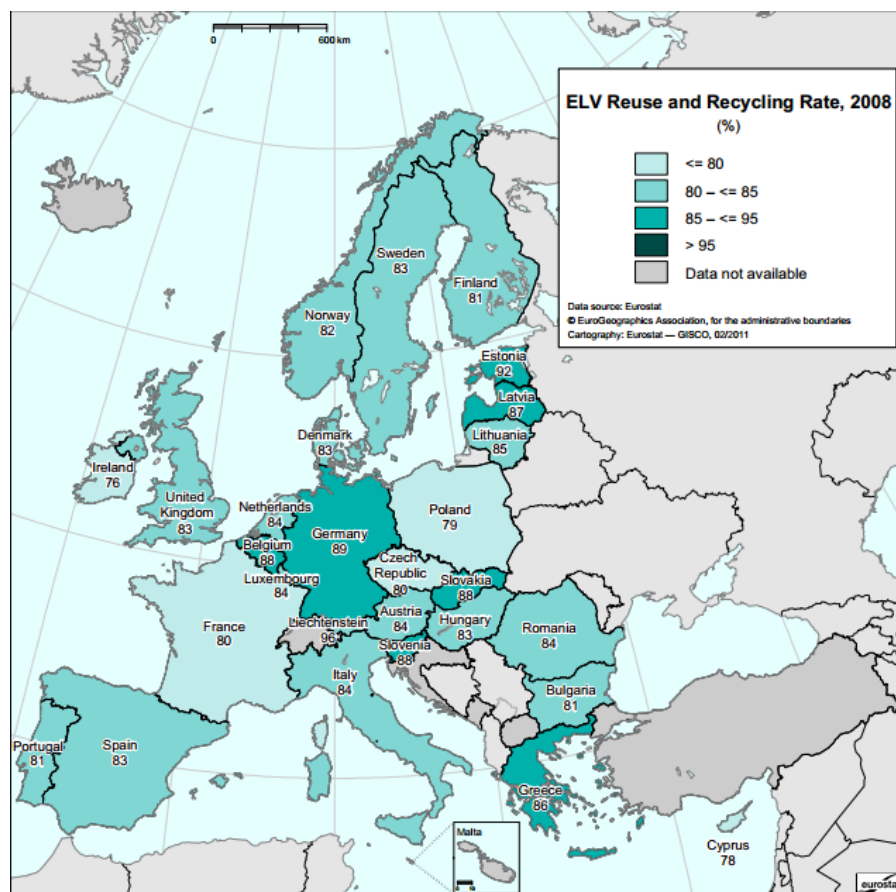 0
600 km
ELV Reuse and Recycling Rate, 2008
(%)
<= 80
80 – <= 85
85 – <= 95
> 95
Data not available
Data source: Eurostat
© EuroGeographics Association, for the administrative boundaries
Cartography: Eurostat — GISCO, 02/2011
Sweden
83
Finland
81
Norway
82
Estonia
92
Latvia
87
Lithuania
85
Denmark
83
Ireland
76
United
Kingdom
83
Netherlands
84
Germany
89
Poland
79
Belgium
88
Luxembourg
84
Czech
Republic
80
Slovakia
88
France
80
Liechtenstein
96
Austria
84
Hungary
83
Romania
84
Slovenia
88
Italy
84
Bulgaria
81
Portugal
81
Spain
83
Greece
86
Malta
Cyprus
78
eurosta